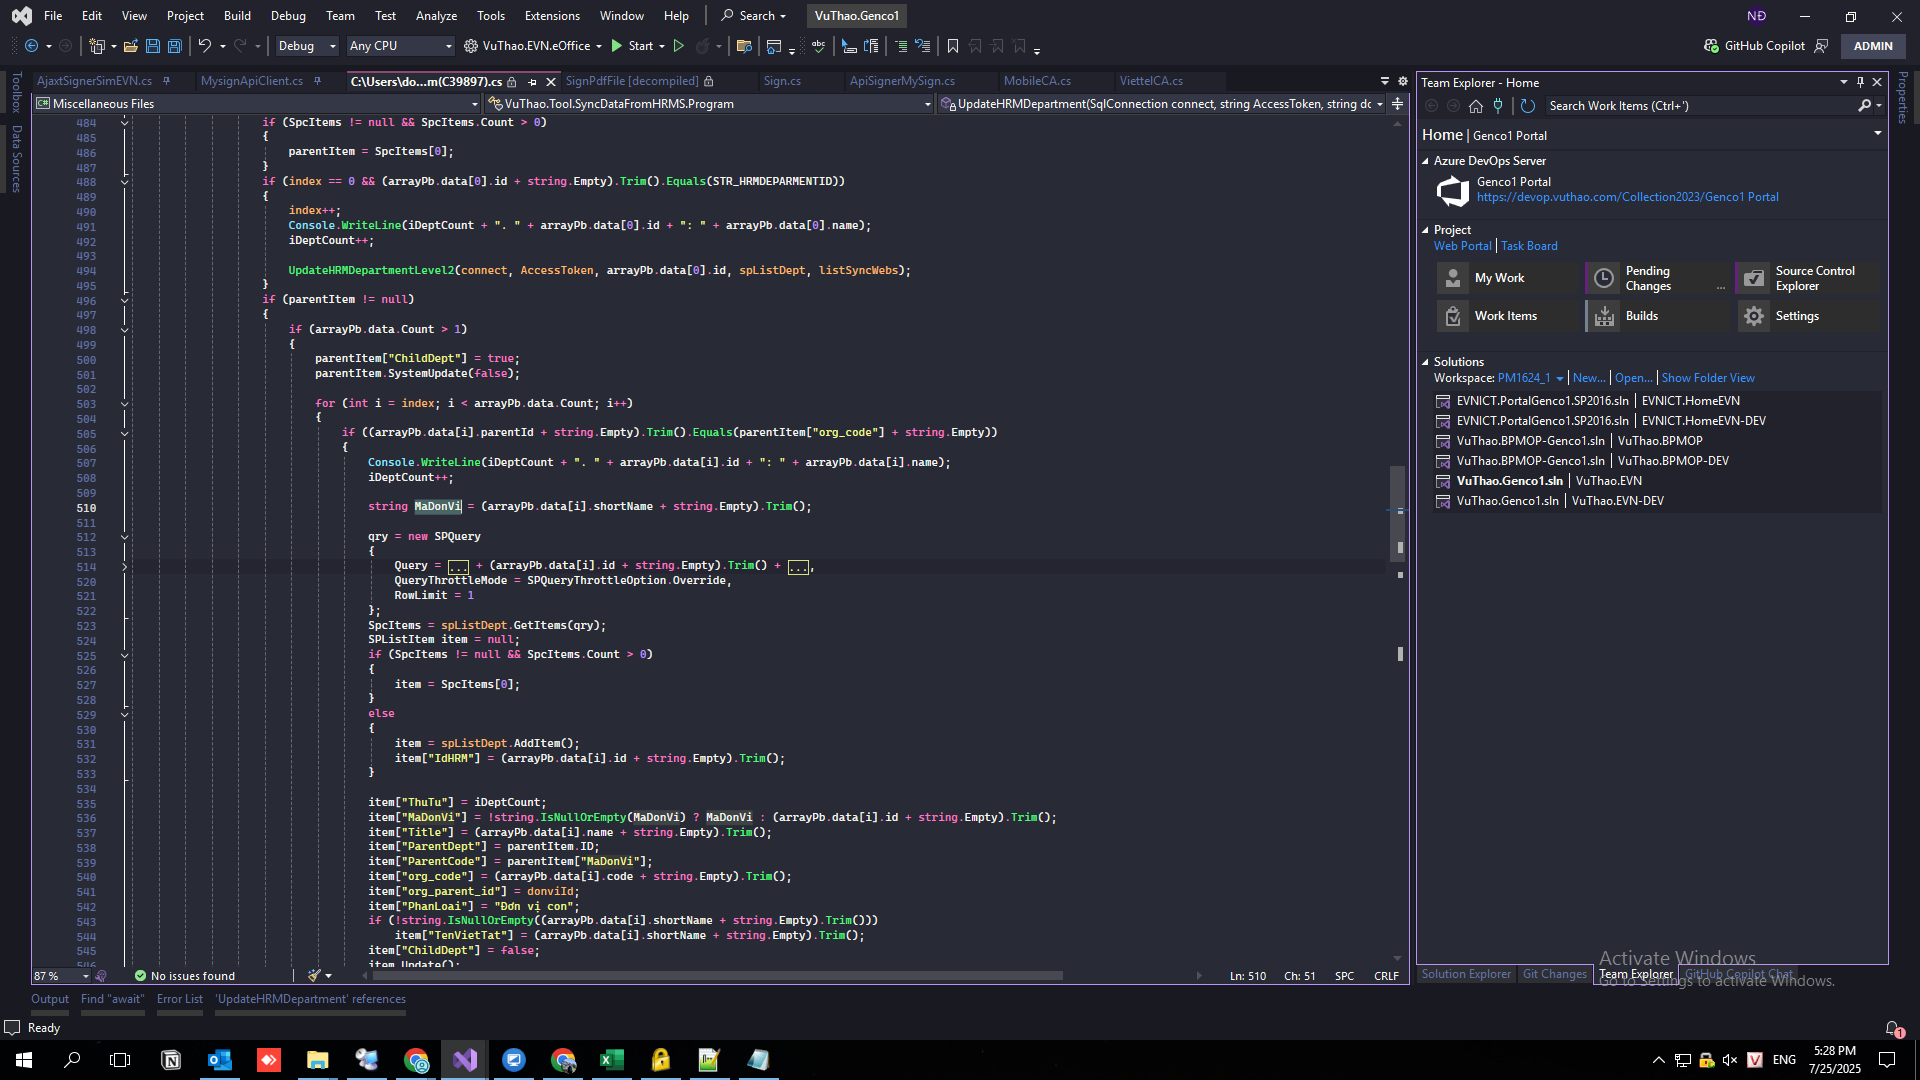 File Edit View Project Build Debug Team Test Analyze Tools Extensions Window Help Search VuThao.Genco1 NĐ
Debug Any CPU VuThao.EVN.eOffice Start GitHub Copilot ADMIN
AjaxtSignerSimEVN.cs MysignApiClient.cs C:\Users\do...m(C39897).cs SignPdfFile [decompiled] Sign.cs ApiSignerMySign.cs MobileCA.cs ViettelCA.cs
Miscellaneous Files VuThao.Tool.SyncDataFromHRMS.Program UpdateHRMDepartment(SqlConnection connect, string AccessToken, string dc
Toolbox
Data Sources
484 if (SpcItems != null && SpcItems.Count > 0)
485 {
486 parentItem = SpcItems[0];
487 }
488 if (index == 0 && (arrayPb.data[0].id + string.Empty).Trim().Equals(STR_HRMDEPARMENTID))
489 {
490 index++;
491 Console.WriteLine(iDeptCount + ". " + arrayPb.data[0].id + ": " + arrayPb.data[0].name);
492 iDeptCount++;
493
494 UpdateHRMDepartmentLevel2(connect, AccessToken, arrayPb.data[0].id, spListDept, listSyncWebs);
495 }
496 if (parentItem != null)
497 {
498 if (arrayPb.data.Count > 1)
499 {
500 parentItem["ChildDept"] = true;
501 parentItem.SystemUpdate(false);
502
503 for (int i = index; i < arrayPb.data.Count; i++)
504 {
505 if ((arrayPb.data[i].parentId + string.Empty).Trim().Equals(parentItem["org_code"] + string.Empty))
506 {
507 Console.WriteLine(iDeptCount + ". " + arrayPb.data[i].id + ": " + arrayPb.data[i].name);
508 iDeptCount++;
509
510 string MaDonVi = (arrayPb.data[i].shortName + string.Empty).Trim();
511
512 qry = new SPQuery
513 {
514 Query = ... + (arrayPb.data[i].id + string.Empty).Trim() + ...,
520 QueryThrottleMode = SPQueryThrottleOption.Override,
521 RowLimit = 1
522 };
523 SpcItems = spListDept.GetItems(qry);
524 SPListItem item = null;
525 if (SpcItems != null && SpcItems.Count > 0)
526 {
527 item = SpcItems[0];
528 }
529 else
530 {
531 item = spListDept.AddItem();
532 item["IdHRM"] = (arrayPb.data[i].id + string.Empty).Trim();
533 }
534
535 item["ThuTu"] = iDeptCount;
536 item["MaDonVi"] = !string.IsNullOrEmpty(MaDonVi) ? MaDonVi : (arrayPb.data[i].id + string.Empty).Trim();
537 item["Title"] = (arrayPb.data[i].name + string.Empty).Trim();
538 item["ParentDept"] = parentItem.ID;
539 item["ParentCode"] = parentItem["MaDonVi"];
540 item["org_code"] = (arrayPb.data[i].code + string.Empty).Trim();
541 item["org_parent_id"] = donviId;
542 item["PhanLoai"] = "Đơn vị con";
543 if (!string.IsNullOrEmpty((arrayPb.data[i].shortName + string.Empty).Trim()))
544 item["TenVietTat"] = (arrayPb.data[i].shortName + string.Empty).Trim();
545 item["ChildDept"] = false;
546 item.Update();
87 % No issues found Ln: 510 Ch: 51 SPC CRLF
Output Find "await" Error List 'UpdateHRMDepartment' references
Ready
Team Explorer - Home
Search Work Items (Ctrl+')
Home | Genco1 Portal
Azure DevOps Server
Genco1 Portal
https://devop.vuthao.com/Collection2023/Genco1 Portal
Project
Web Portal | Task Board
My Work Pending Changes ... Source Control Explorer
Work Items Builds Settings
Solutions
Workspace: PM1624_1 | New... | Open... | Show Folder View
EVNICT.PortalGenco1.SP2016.sln | EVNICT.HomeEVN
EVNICT.PortalGenco1.SP2016.sln | EVNICT.HomeEVN-DEV
VuThao.BPMOP-Genco1.sln | VuThao.BPMOP
VuThao.BPMOP-Genco1.sln | VuThao.BPMOP-DEV
VuThao.Genco1.sln | VuThao.EVN
VuThao.Genco1.sln | VuThao.EVN-DEV
Properties
Activate Windows
Go to Settings to activate Windows.
Solution Explorer Git Changes Team Explorer GitHub Copilot Chat
1
ENG
5:28 PM
7/25/2025